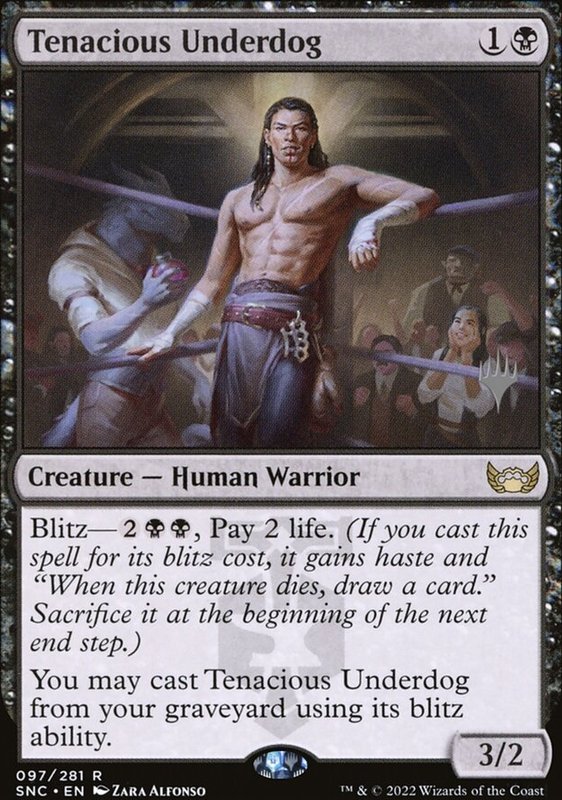 Tenacious Underdog 1
Creature — Human Warrior
Blitz—2, Pay 2 life. (If you cast this
spell for its blitz cost, it gains haste and
“When this creature dies, draw a card.”
Sacrifice it at the beginning of the next
end step.)
You may cast Tenacious Underdog
from your graveyard using its blitz
ability.
3/2
097/281 R
SNC • EN Zara Alfonso
™ & © 2022 Wizards of the Coast